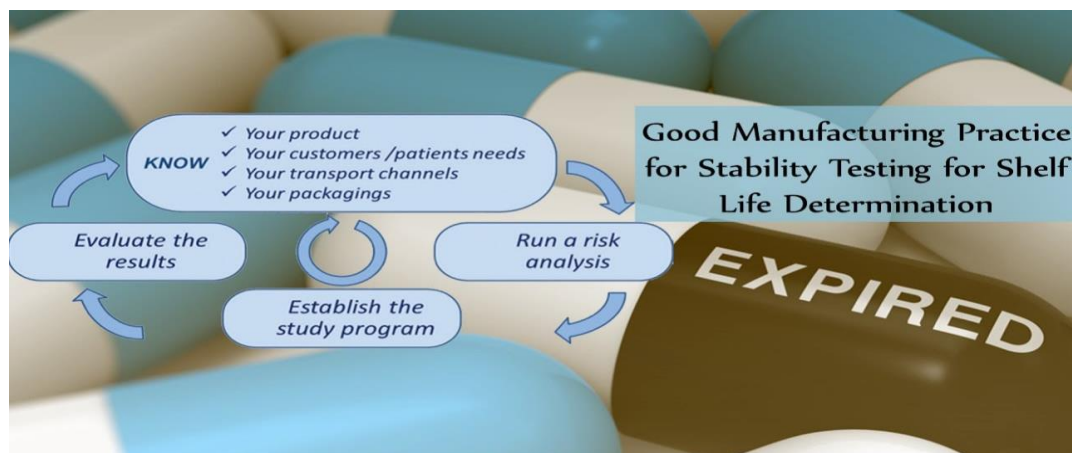 KNOW
✓ Your product
✓ Your customers /patients needs
✓ Your transport channels
✓ Your packagings
Good Manufacturing Practice
for Stability Testing for Shelf
Life Determination
Evaluate the
results
Run a risk
analysis
Establish the
study program
EXPIRED